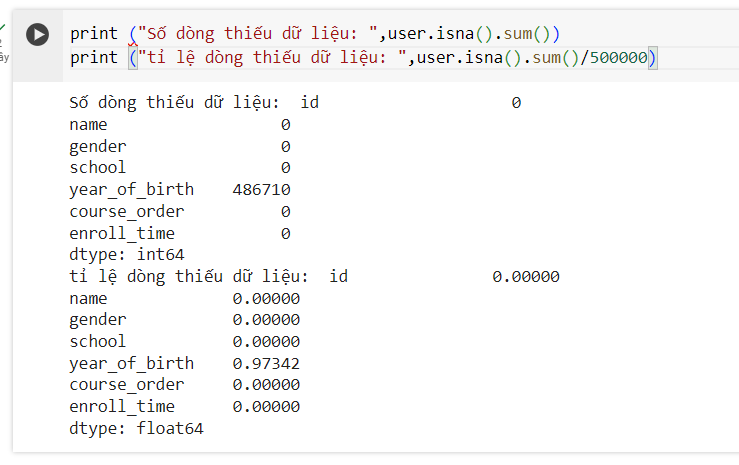 print ("Số dòng thiếu dữ liệu: ",user.isna().sum())
print ("tỉ lệ dòng thiếu dữ liệu: ",user.isna().sum()/500000)
Số dòng thiếu dữ liệu:  id                  0
name                 0
gender               0
school               0
year_of_birth    486710
course_order         0
enroll_time          0
dtype: int64
tỉ lệ dòng thiếu dữ liệu:  id              0.00000
name             0.00000
gender           0.00000
school           0.00000
year_of_birth    0.97342
course_order     0.00000
enroll_time      0.00000
dtype: float64